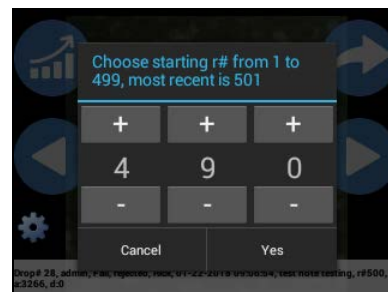 Choose starting r# from 1 to
499, most recent is 501
+ + +
4 9 0
- - -
Cancel Yes
Drop# 28, admin, Fail, rejected, Max, 01-22-2018 09:06:54, test note testing, r#500,
a:3266, d:0